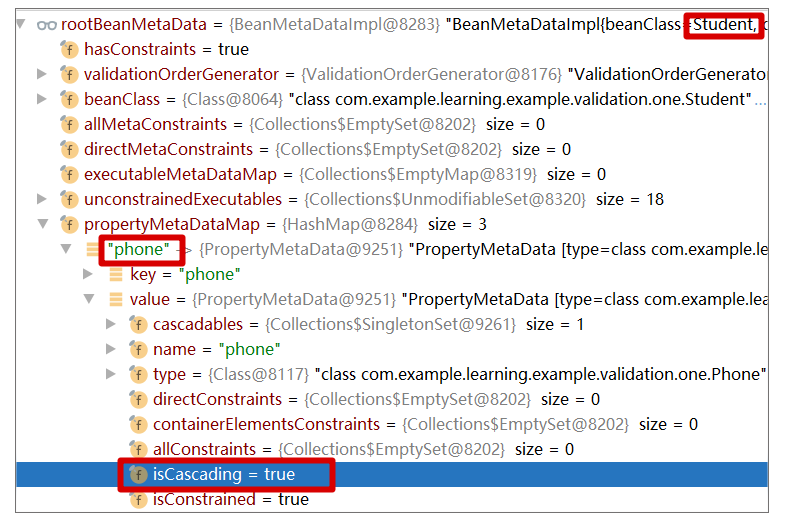 rootBeanMetaData = {BeanMetaDataImpl@8283} "BeanMetaDataImpl{beanClass=Student, c
hasConstraints = true
validationOrderGenerator = {ValidationOrderGenerator@8176} "ValidationOrderGenerator
beanClass = {Class@8064} "class com.example.learning.example.validation.one.Student" ...
allMetaConstraints = {Collections$EmptySet@8202} size = 0
directMetaConstraints = {Collections$EmptySet@8202} size = 0
executableMetaDataMap = {Collections$EmptyMap@8319} size = 0
unconstrainedExecutables = {Collections$UnmodifiableSet@8320} size = 18
propertyMetaDataMap = {HashMap@8284} size = 3
"phone" -> {PropertyMetaData@9251} "PropertyMetaData [type=class com.example.le
key = "phone"
value = {PropertyMetaData@9251} "PropertyMetaData [type=class com.example.lea
cascadables = {Collections$SingletonSet@9261} size = 1
name = "phone"
type = {Class@8117} "class com.example.learning.example.validation.one.Phone"
directConstraints = {Collections$EmptySet@8202} size = 0
containerElementsConstraints = {Collections$EmptySet@8202} size = 0
allConstraints = {Collections$EmptySet@8202} size = 0
isCascading = true
isConstrained = true